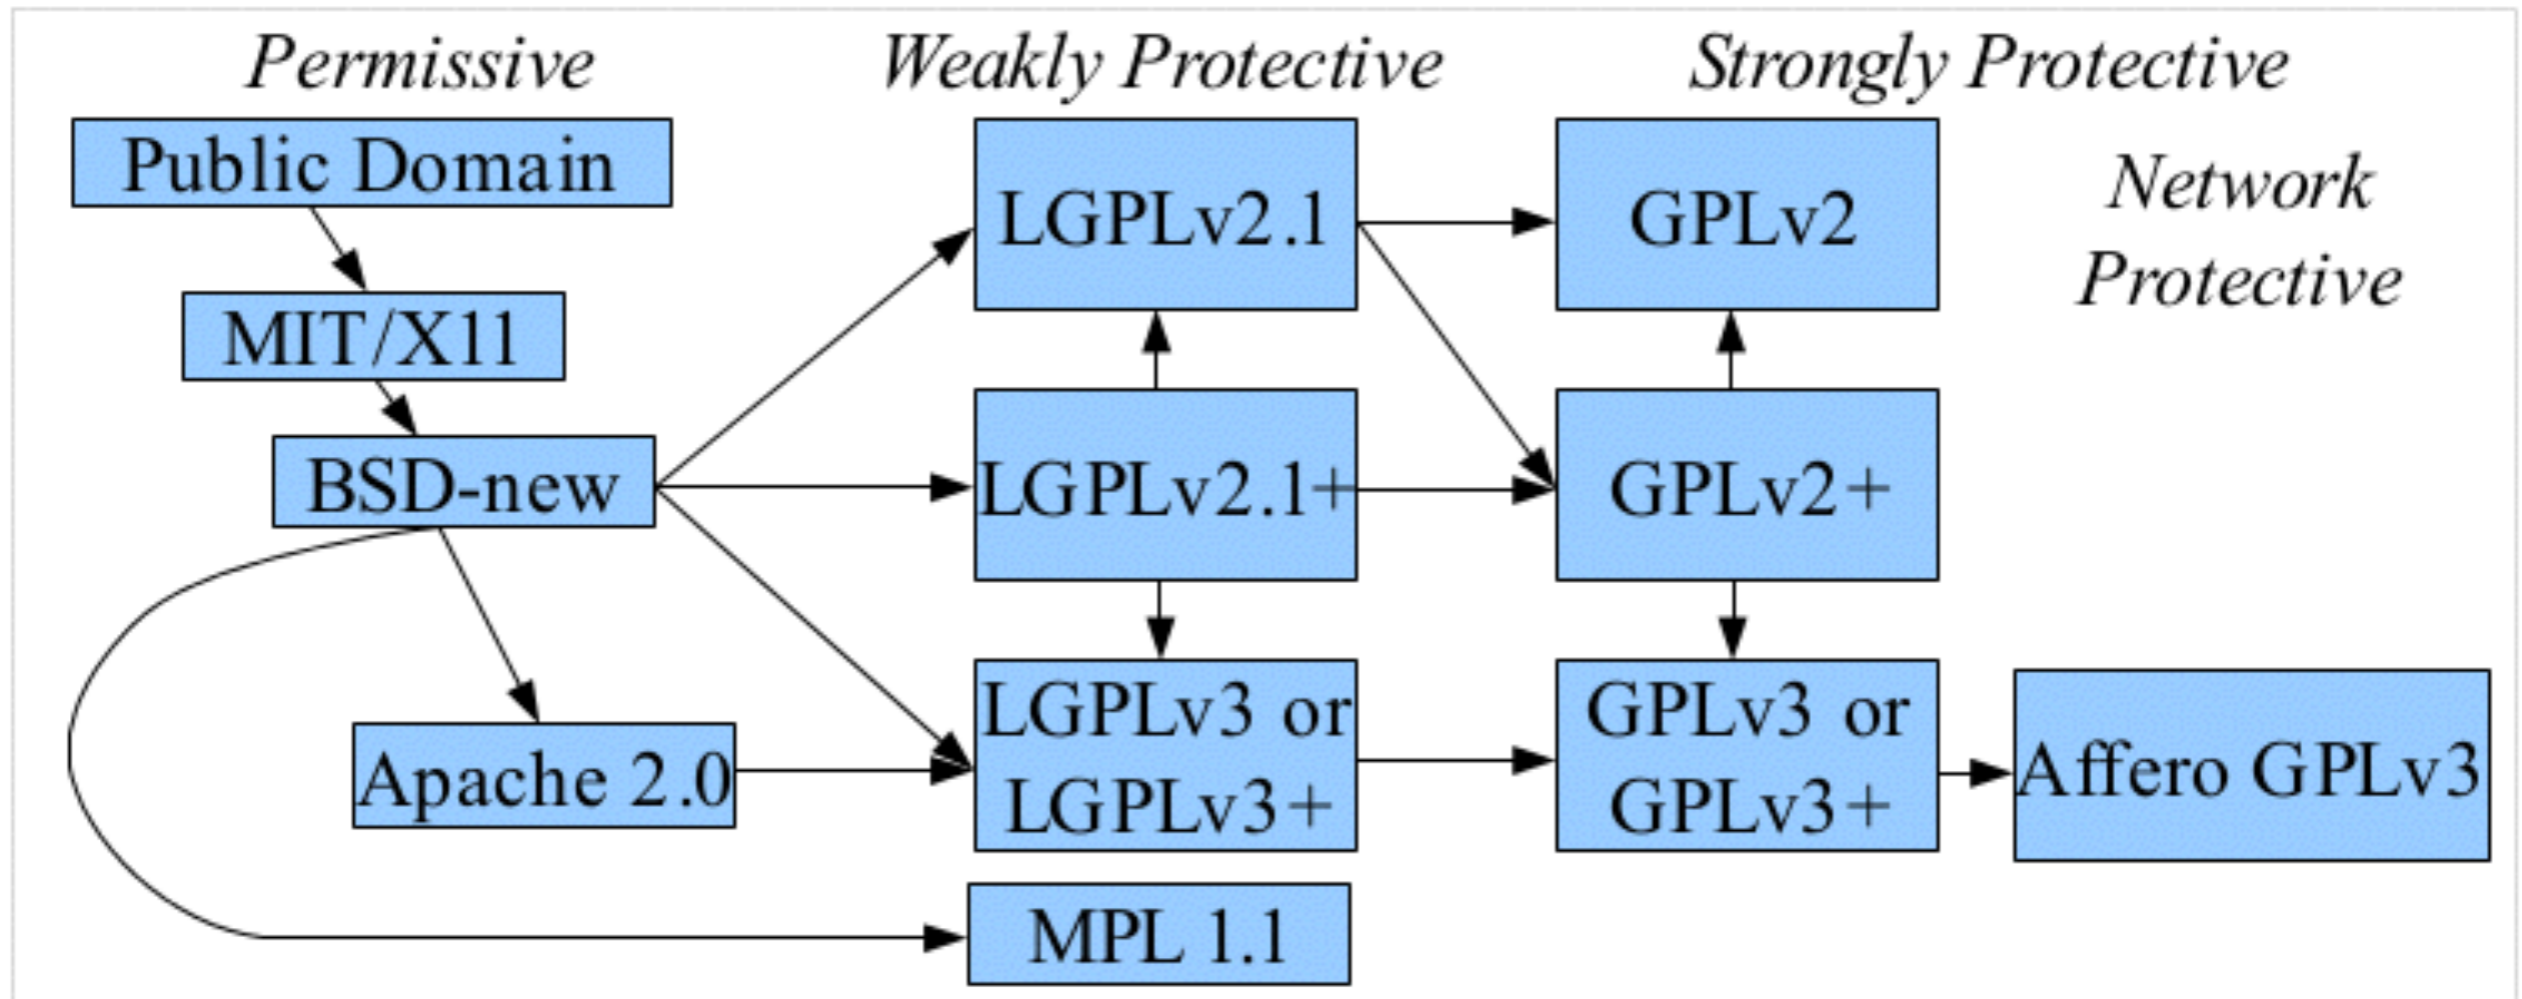 Permissive
Weakly Protective
Strongly Protective
Public Domain
LGPLv2.1
GPLv2
Network
Protective
MIT/X11
BSD-new
LGPLv2.1+
GPLv2+
Apache 2.0
LGPLv3 or
LGPLv3+
GPLv3 or
GPLv3+
Affero GPLv3
MPL 1.1